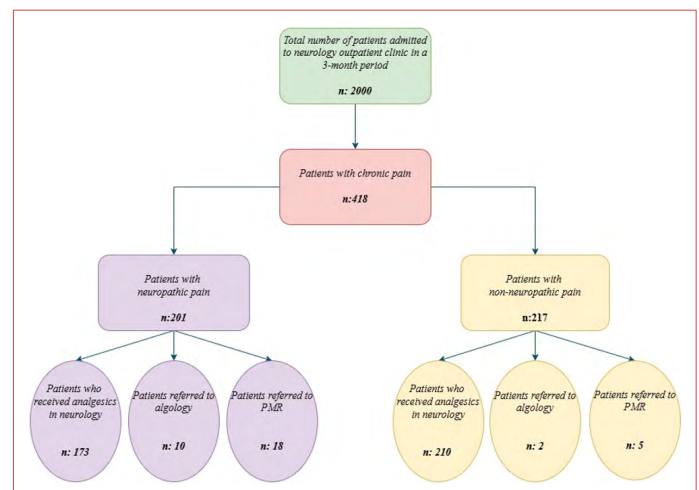 Total number of patients admitted
to neurology outpatient clinic in a
3-month period
n: 2000
Patients with chronic pain
n:418
Patients with
neuropathic pain
n:201
Patients with
non-neuropathic pain
n:217
Patients who
received analgesics
in neurology
n: 173
Patients referred to
algology
n: 10
Patients referred to
PMR
n: 18
Patients who
received analgesics
in neurology
n: 210
Patients referred to
algology
n: 2
Patients referred to
PMR
n: 5